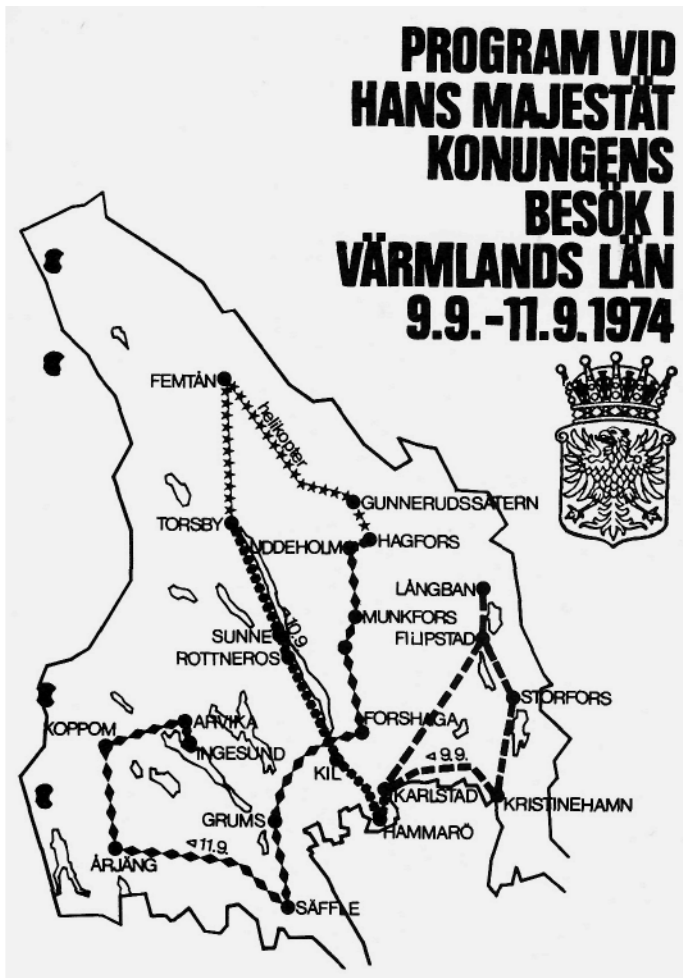 PROGRAM VID
HANS MAJESTÄT
KONUNGENS
BESÖK I
VÄRMLANDS LÄN
9.9.-11.9.1974
FEMTÅN
helikopter
GUNNERUDSSÄTERN
TORSBY
UDDEHOLM
HAGFORS
LÅNGBAN
MUNKFORS
10.9
SUNNE
FILIPSTAD
ROTTNEROS
STORFORS
ARVIKA
KOPPOM
FORSHAGA
INGESUND
KIL
9.9.
KARLSTAD
KRISTINEHAMN
GRUMS
HAMMARÖ
11.9.
ÅRJÄNG
SÄFFLE